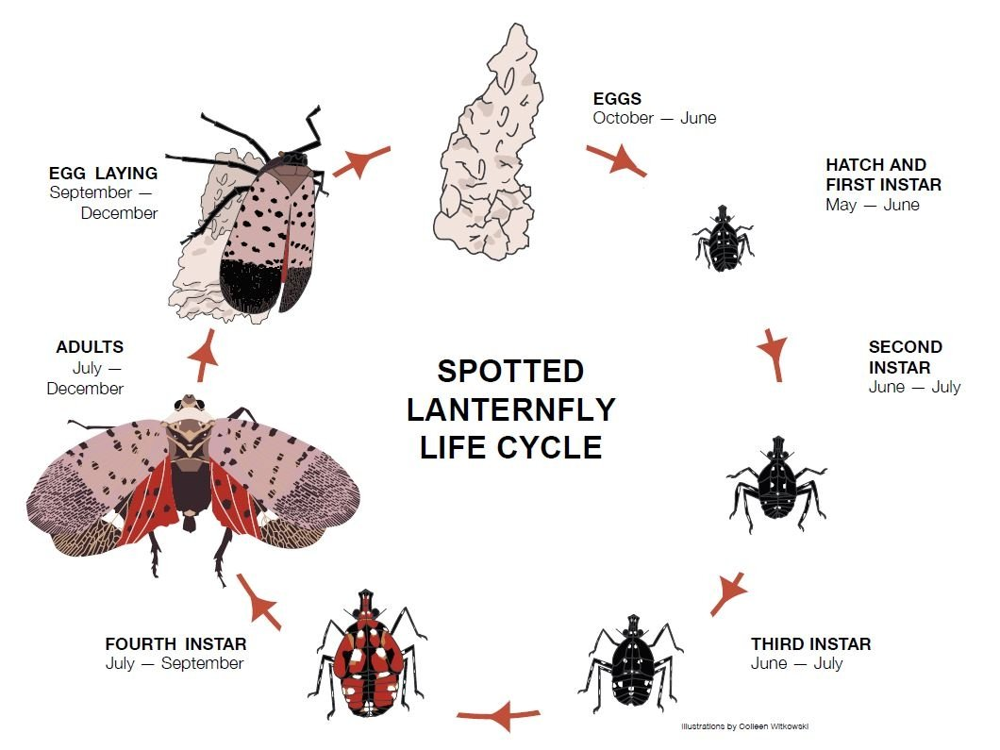 EGGS
October — June
HATCH AND
FIRST INSTAR
May — June
SECOND
INSTAR
June — July
THIRD INSTAR
June — July
FOURTH INSTAR
July — September
ADULTS
July —
December
EGG LAYING
September —
December
SPOTTED
LANTERNFLY
LIFE CYCLE
Illustrations by Colleen Witkowski